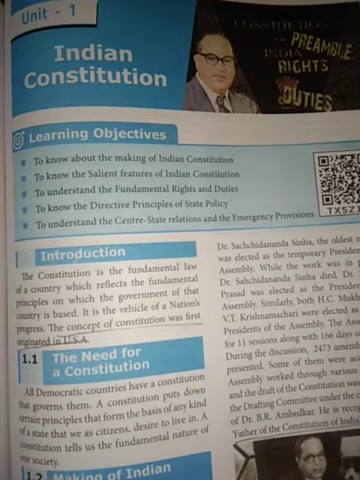 Unit - 1
Indian
Constitution
CONSTITUTION
OF PREAMBLE
INDIA
RIGHTS
DUTIES
Learning Objectives
To know about the making of Indian Constitution
To know the Salient features of Indian Constitution
To understand the Fundamental Rights and Duties
To know the Directive Principles of State Policy
To understand the Centre-State relations and the Emergency Provisions
Introduction
The Constitution is the fundamental law
of a country which reflects the fundamental
principles on which the government of that
country is based. It is the vehicle of a Nation's
progress. The concept of constitution was first
originated in U.S.A.
1.1 The Need for
a Constitution
All Democratic countries have a constitution
that governs them. A constitution puts down
certain principles that form the basis of any kind
of a state that we as citizens, desire to live in. A
constitution tells us the fundamental nature of
our society.
1.2 Making of Indian
Dr. Sachchidananda Sinha, the oldest
was elected as the temporary President
Assembly. While the work was in
Dr. Sachchidananda Sinha died. Dr.
Prasad was elected as the President
Assembly. Similarly, both H.C. Muk
V.T. Krishnamachari were elected as
Presidents of the Assembly. The Ass
for 11 sessions along with 166 days o
During the discussion, 2473 amend
presented. Some of them were acc
Assembly worked through various
and the draft of the Constitution was
the Drafting Committee under the c
of Dr. B.R. Ambedkar. He is reco
'Father of the Constitution of India